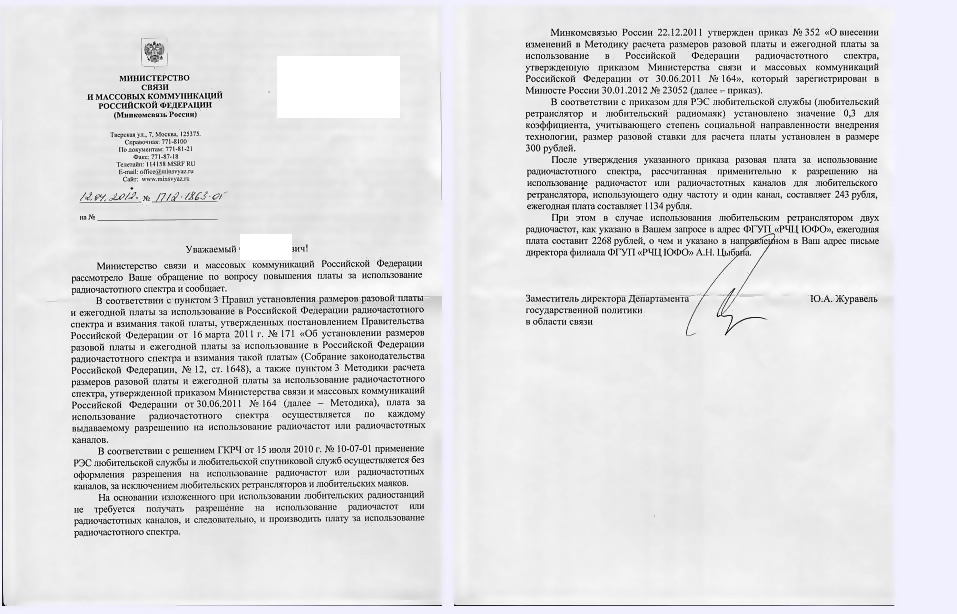 МИНИСТЕРСТВО
СВЯЗИ
И МАССОВЫХ КОММУНИКАЦИЙ
РОССИЙСКОЙ ФЕДЕРАЦИИ
(Минкомсвязь России)
Тверская ул., 7, Москва, 125375.
Справочная: 771-8100
По документам: 771-81-21
Факс: 771-87-18
Телетайп: 114158 MSRF RU
E-mail: office@minsvyaz.ru
Сайт: www.minsvyaz.ru
12.04.2012. № П12-1863-ОГ
на №
Уважаемый вич!
Министерство связи и массовых коммуникаций Российской Федерации
рассмотрело Ваше обращение по вопросу повышения платы за использование
радиочастотного спектра и сообщает.
В соответствии с пунктом 3 Правил установления размеров разовой платы
и ежегодной платы за использование в Российской Федерации радиочастотного
спектра и взимания такой платы, утвержденных постановлением Правительства
Российской Федерации от 16 марта 2011 г. № 171 «Об установлении размеров
разовой платы и ежегодной платы за использование в Российской Федерации
радиочастотного спектра и взимания такой платы» (Собрание законодательства
Российской Федерации, № 12, ст. 1648), а также пунктом 3 Методики расчета
размеров разовой платы и ежегодной платы за использование радиочастотного
спектра, утвержденной приказом Министерства связи и массовых коммуникаций
Российской Федерации от 30.06.2011 № 164 (далее – Методика), плата за
использование радиочастотного спектра осуществляется по каждому
выдаваемому разрешению на использование радиочастот или радиочастотных
каналов.
В соответствии с решением ГКРЧ от 15 июля 2010 г. № 10-07-01 применение
РЭС любительской службы и любительской спутниковой служб осуществляется без
оформления разрешения на использование радиочастот или радиочастотных
каналов, за исключением любительских ретрансляторов и любительских маяков.
На основании изложенного при использовании любительских радиостанций
не требуется получать разрешение на использование радиочастот или
радиочастотных каналов, и следовательно, и производить плату за использование
радиочастотного спектра.
Минкомсвязью России 22.12.2011 утвержден приказ № 352 «О внесении
изменений в Методику расчета размеров разовой платы и ежегодной платы за
использование в Российской Федерации радиочастотного спектра,
утвержденную приказом Министерства связи и массовых коммуникаций
Российской Федерации от 30.06.2011 № 164», который зарегистрирован в
Минюсте России 30.01.2012 № 23052 (далее – приказ).
В соответствии с приказом для РЭС любительской службы (любительский
ретранслятор и любительский радиомаяк) установлено значение 0,3 для
коэффициента, учитывающего степень социальной направленности внедрения
технологии, размер разовой ставки для расчета платы установлен в размере
300 рублей.
После утверждения указанного приказа разовая плата за использование
радиочастотного спектра, рассчитанная применительно к разрешению на
использование радиочастот или радиочастотных каналов для любительского
ретранслятора, использующего одну частоту и один канал, составляет 243 рубля,
ежегодная плата составляет 1134 рубля.
При этом в случае использования любительским ретранслятором двух
радиочастот, как указано в Вашем запросе в адрес ФГУП «РЧЦ ЮФО», ежегодная
плата составит 2268 рублей, о чем и указано в направленном в Ваш адрес письме
директора филиала ФГУП «РЧЦ ЮФО» А.Н. Цыбина.
Заместитель директора Департамента Ю.А. Журавель
государственной политики
в области связи